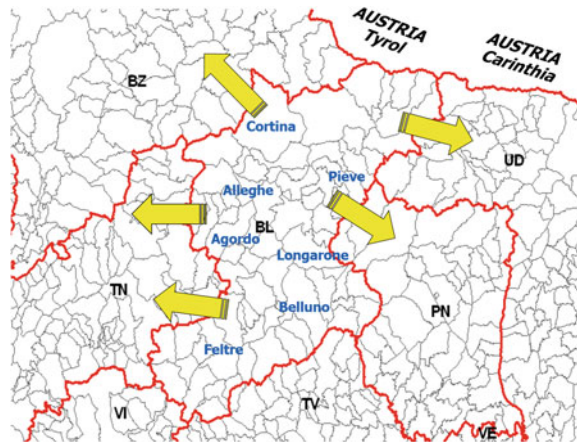 AUSTRIA
Tyrol
AUSTRIA
Carinthia
BZ
Cortina
UD
Alleghe
Pieve
BL
Agordo
Longarone
TN
Belluno
PN
Feltre
VI
TV
VE